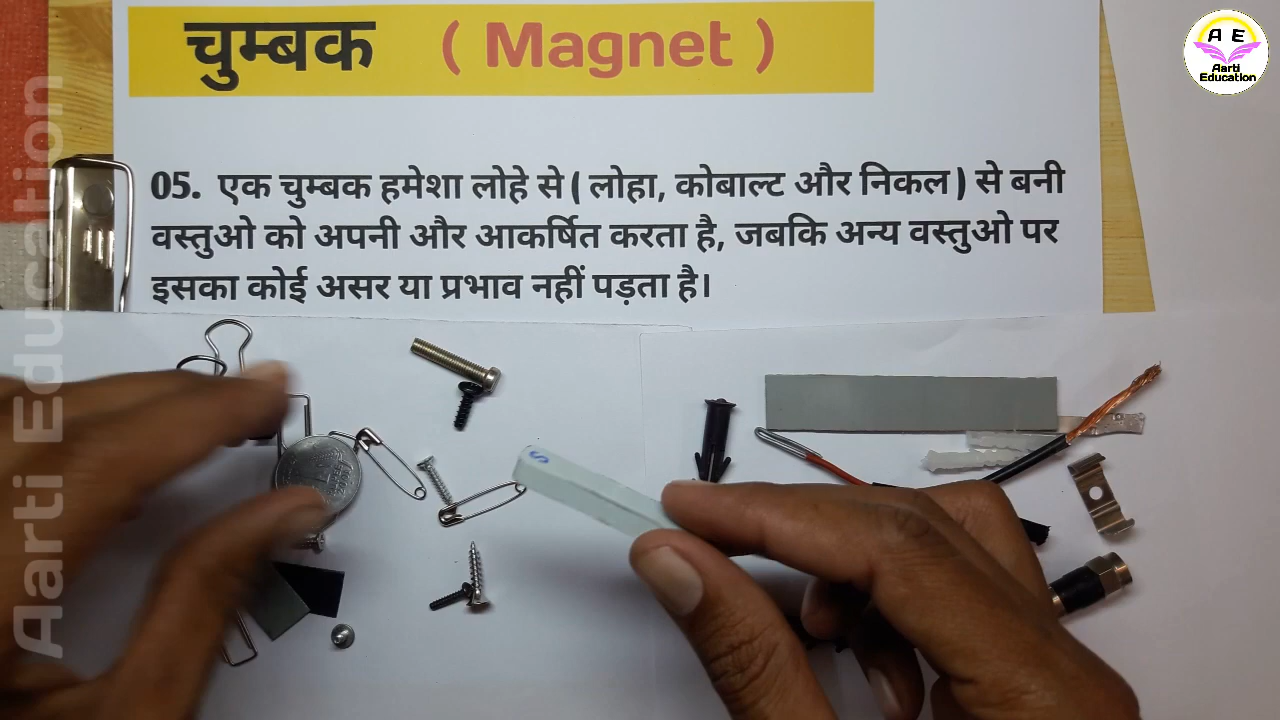 चुम्बक ( Magnet )
A E
Aarti
Education
05. एक चुम्बक हमेशा लोहे से ( लोहा, कोबाल्ट और निकल ) से बनी
वस्तुओ को अपनी और आकर्षित करता है, जबकि अन्य वस्तुओ पर
इसका कोई असर या प्रभाव नहीं पड़ता है।
S
Aarti Education